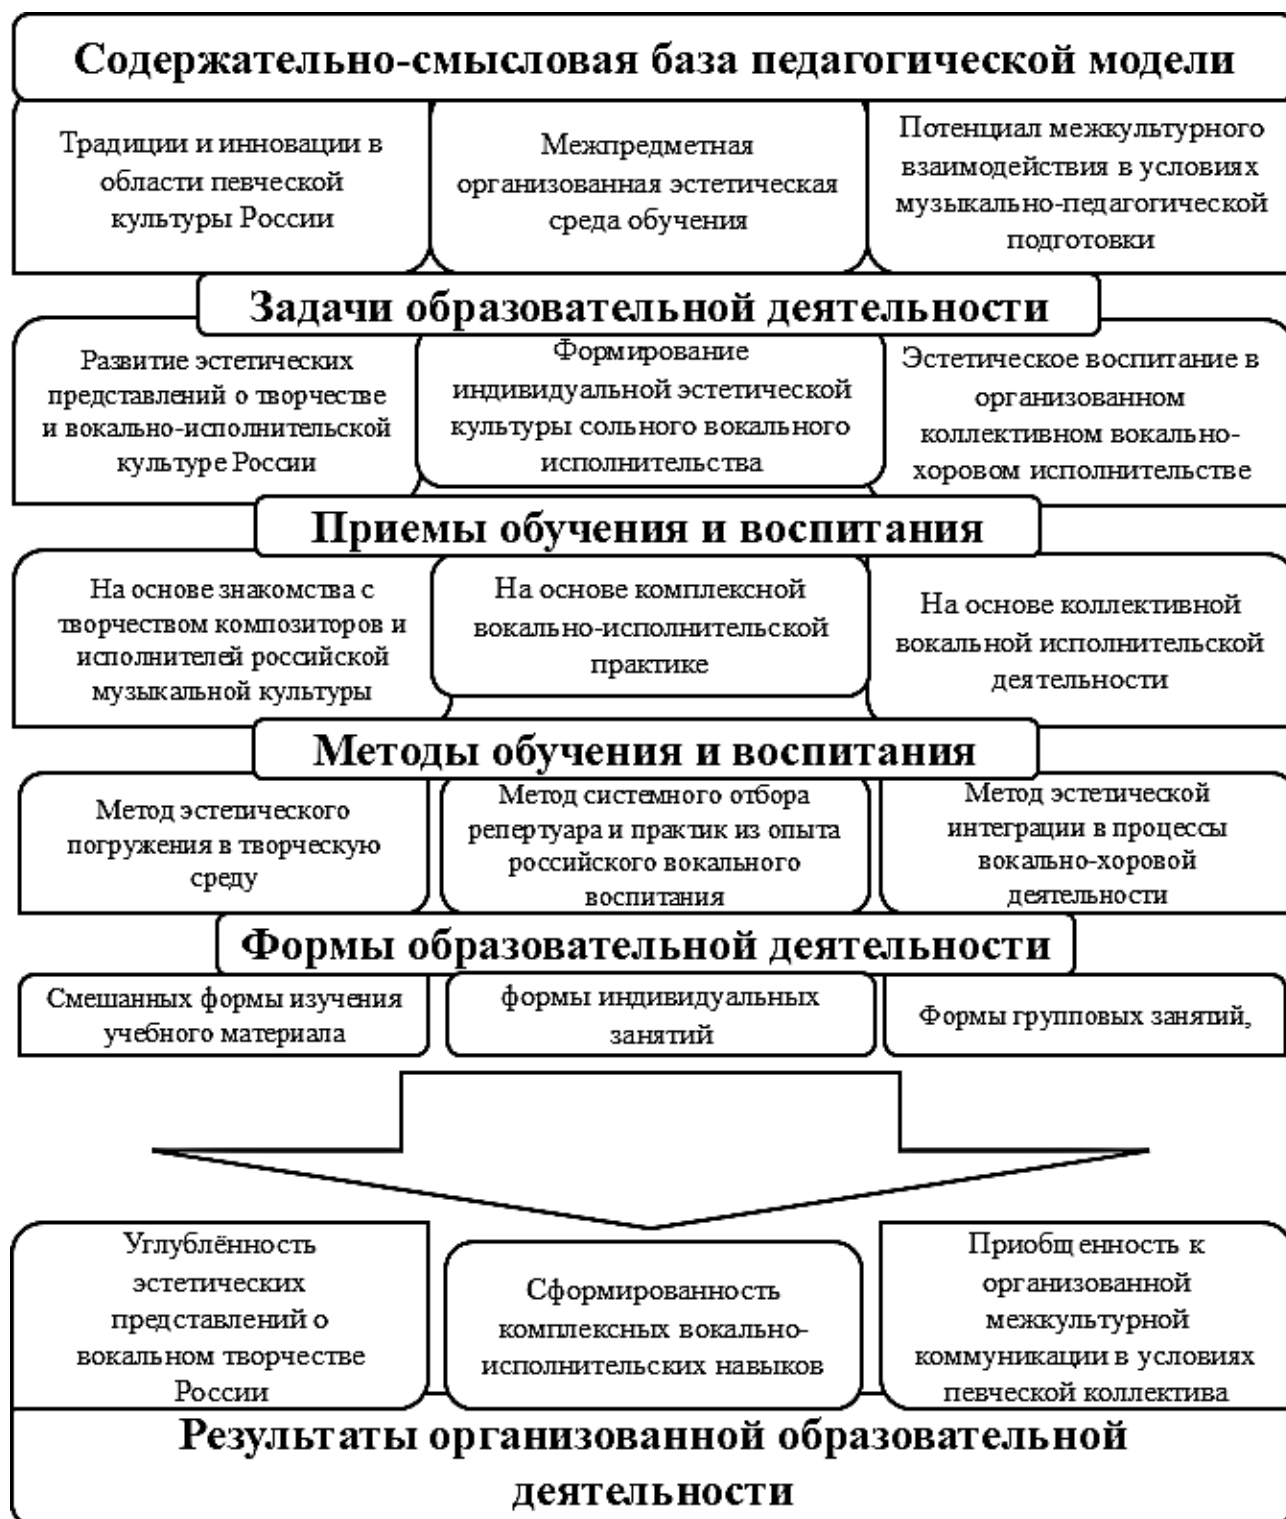 Содержательно-смысловая база педагогической модели
Традиции и инновации в
области певческой
культуры России
Межпредметная
организованная эстетическая
среда обучения
Потенциал межкультурного
взаимодействия в условиях
музыкально-педагогической
подготовки
Задачи образовательной деятельности
Развитие эстетических
представлений о творчестве
и вокально-исполнительской
культуре России
Формирование
индивидуальной эстетической
культуры сольного вокального
исполнительства
Эстетическое воспитание в
организованном
коллективном вокально-
хоровом исполнительстве
Приемы обучения и воспитания
На основе знакомства с
творчеством композиторов и
исполнителей российской
музыкальной культуры
На основе комплексной
вокально-исполнительской
практике
На основе коллективной
вокальной исполнительской
деятельности
Методы обучения и воспитания
Метод эстетического
погружения в творческую
среду
Метод системного отбора
репертуара и практик из опыта
российского вокального
воспитания
Метод эстетической
интеграции в процессы
вокально-хоровой
деятельности
Формы образовательной деятельности
Смешанных формы изучения
учебного материала
формы индивидуальных
занятий
Формы групповых занятий,
Углублённость
эстетических
представлений о
вокальном творчестве
России
Сформированность
комплексных вокально-
исполнительских навыков
Приобщенность к
организованной
межкультурной
коммуникации в условиях
певческой коллектива
Результаты организованной образовательной
деятельности